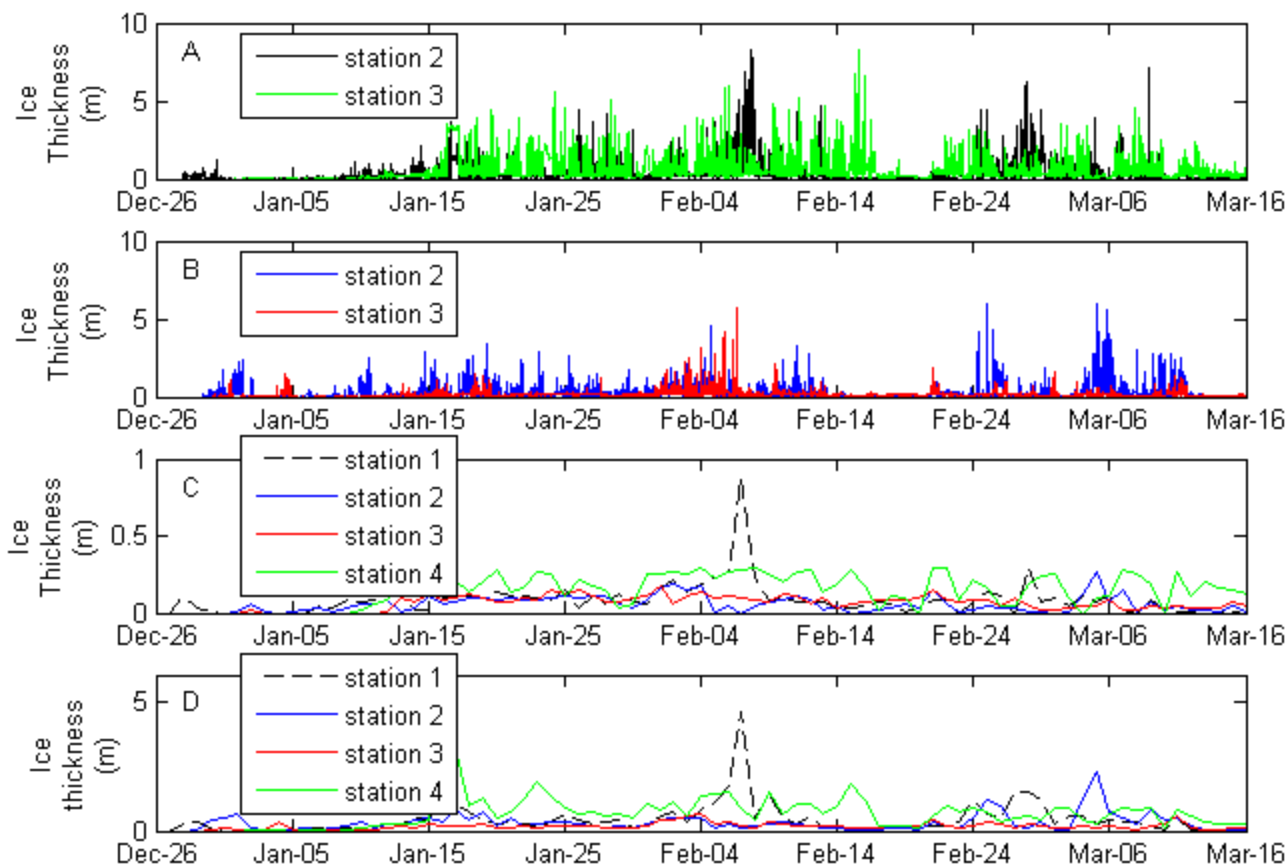 10
A
station 2
station 3
Ice
Thickness
(m)
5
0
Dec-26 Jan-05 Jan-15 Jan-25 Feb-04 Feb-14 Feb-24 Mar-06 Mar-16
10
B
station 2
station 3
Ice
Thickness
(m)
5
0
Dec-26 Jan-05 Jan-15 Jan-25 Feb-04 Feb-14 Feb-24 Mar-06 Mar-16
1
C
station 1
station 2
station 3
station 4
Ice
Thickness
(m)
0.5
0
Dec-26 Jan-05 Jan-15 Jan-25 Feb-04 Feb-14 Feb-24 Mar-06 Mar-16
D
station 1
station 2
station 3
station 4
Ice
thickness
(m)
5
0
Dec-26 Jan-05 Jan-15 Jan-25 Feb-04 Feb-14 Feb-24 Mar-06 Mar-16